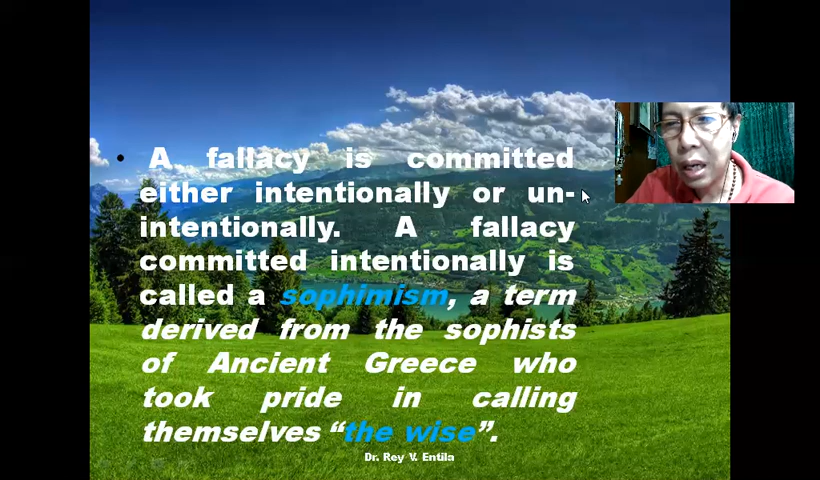 • A fallacy is committed
either intentionally or un-
intentionally. A fallacy
committed intentionally is
called a sophimism, a term
derived from the sophists
of Ancient Greece who
took pride in calling
themselves “the wise”.
Dr. Rey V. Entila